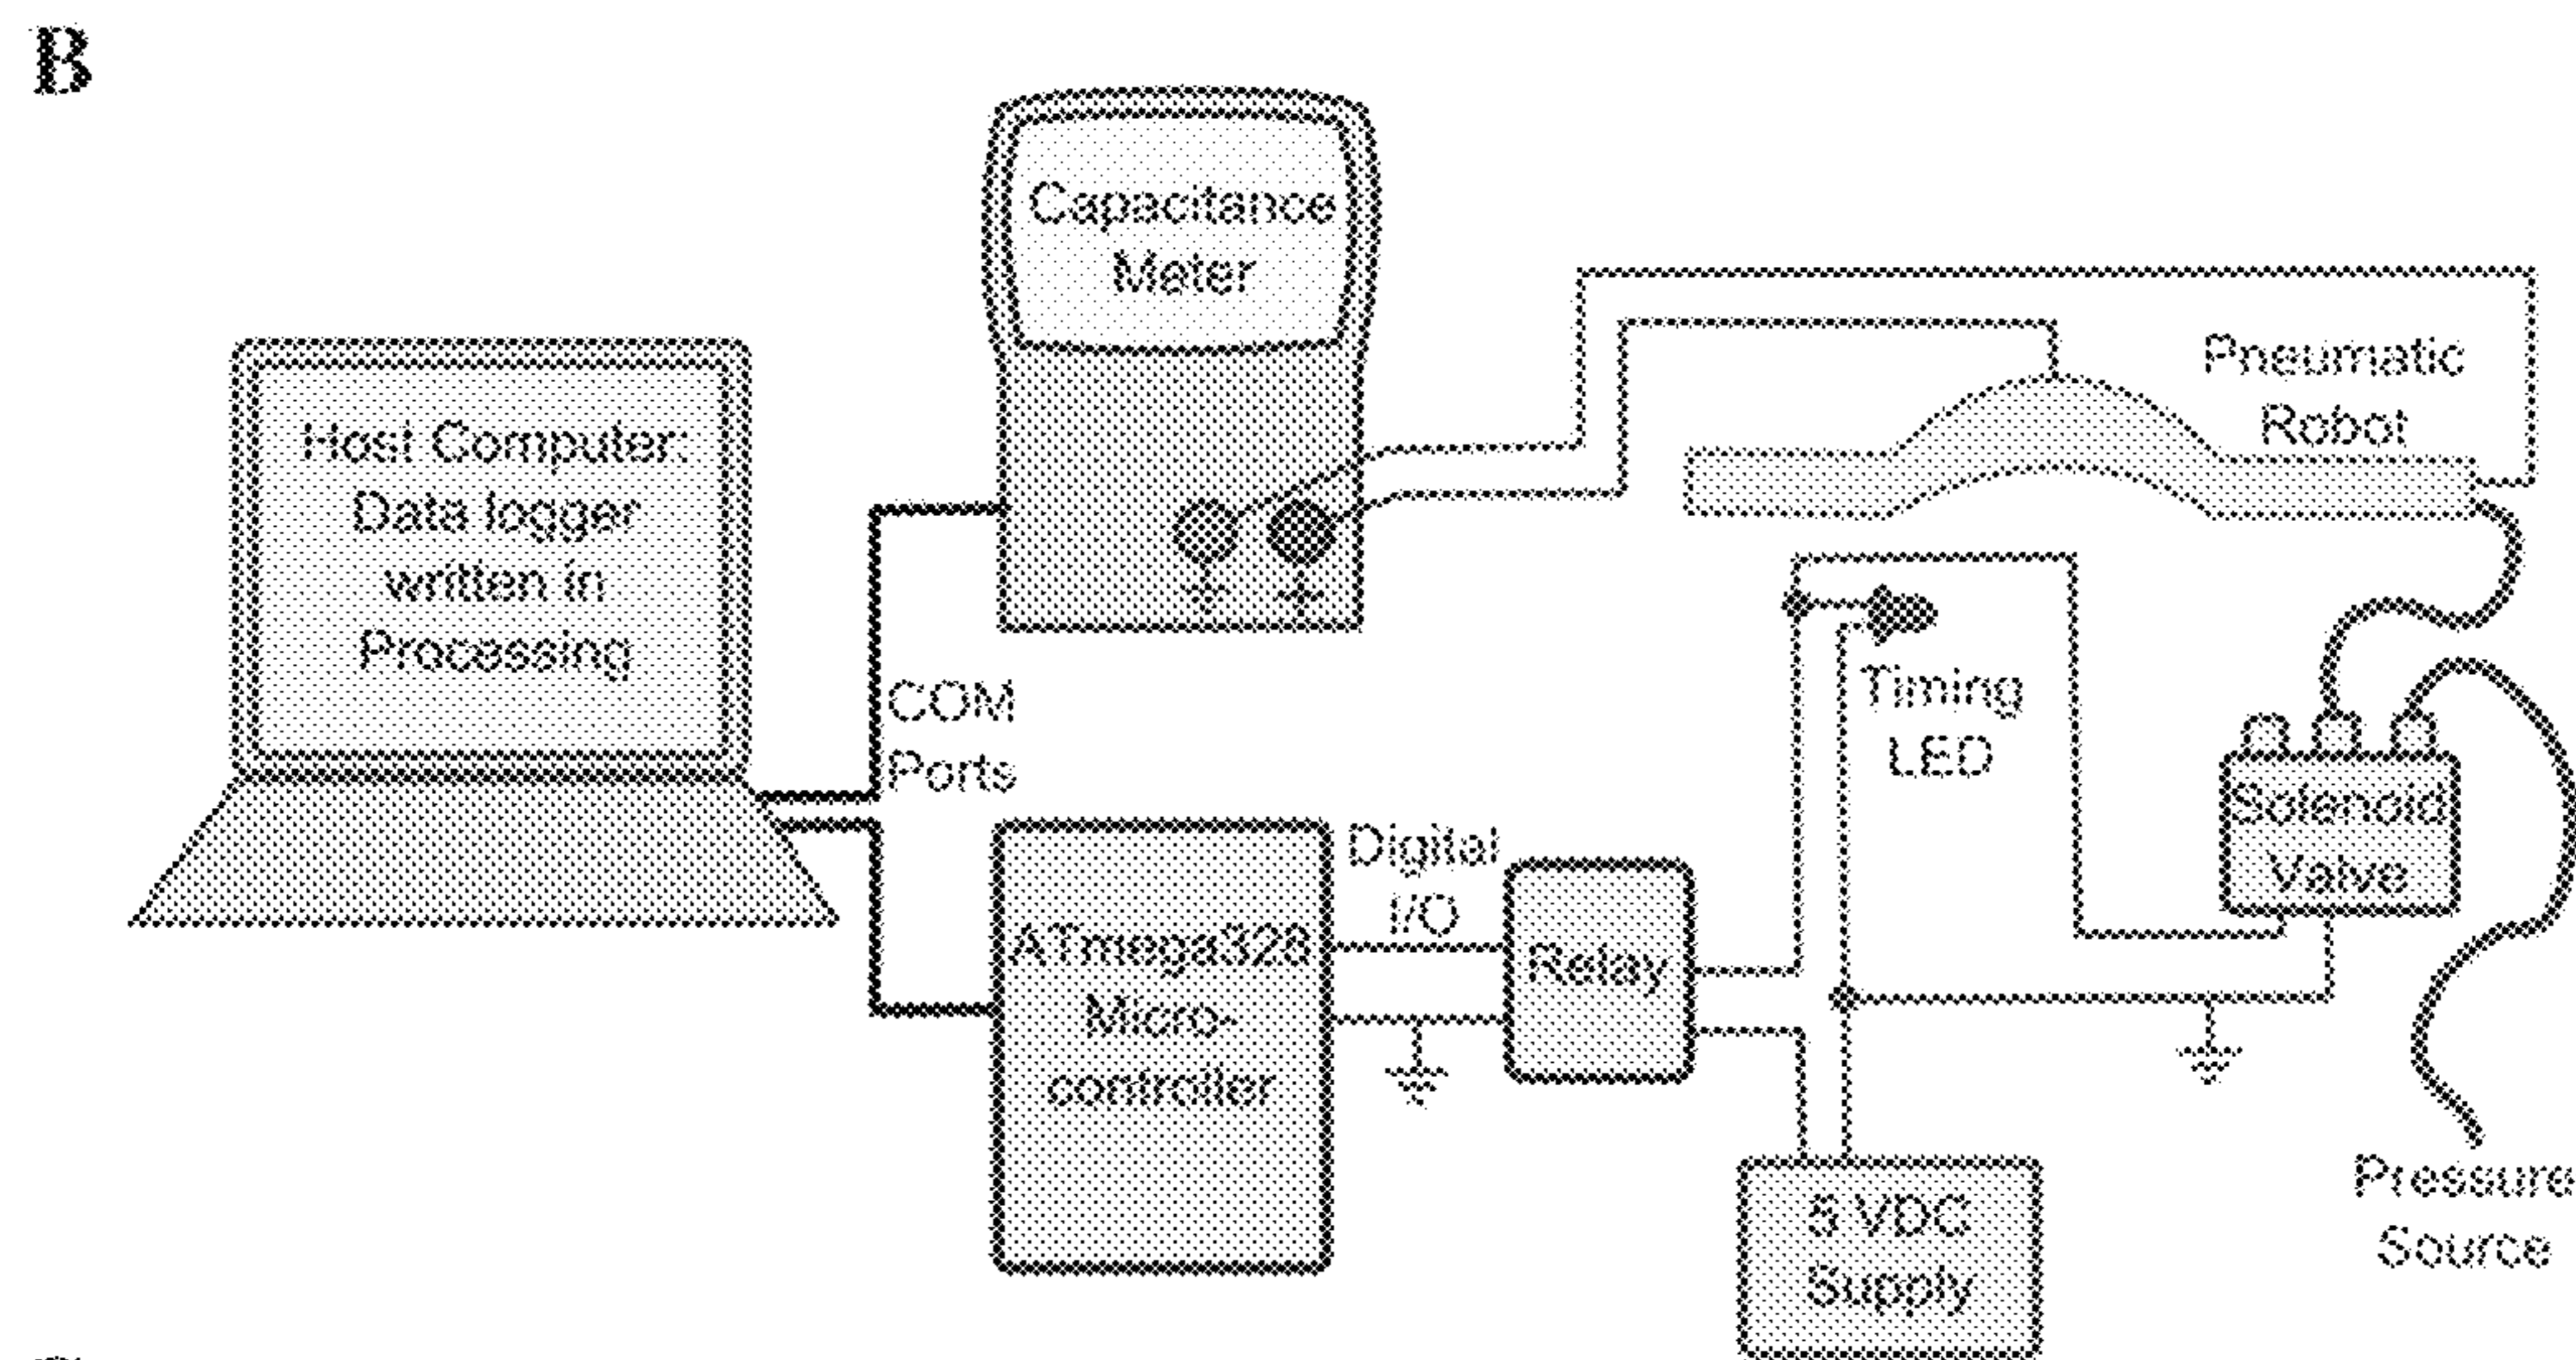 B
Capacitance
Meter
Host Computer:
Data logger
written in
Processing
Pneumatic
Robot
COM
Ports
Timing
LED
Solenoid
Valve
Digital
I/O
ATmega328
Micro-
controller
Relay
Pressure
Source
5 VDC
Supply